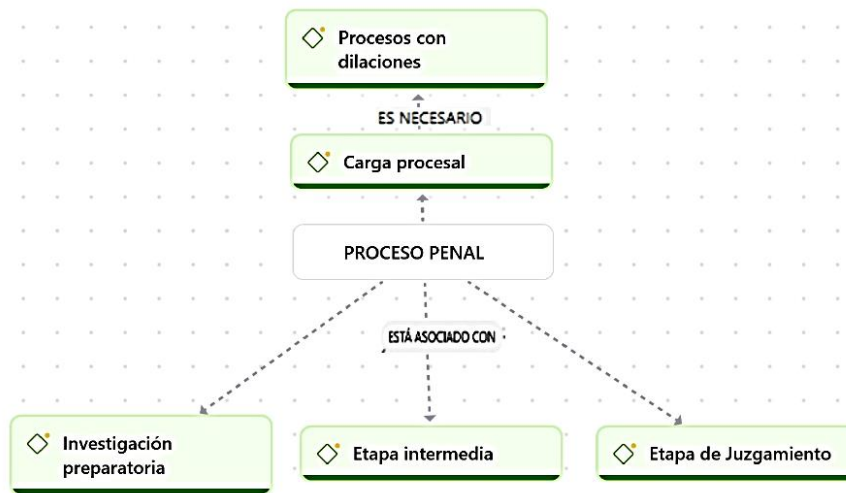 Procesos con
dilaciones
ES NECESARIO
Carga procesal
PROCESO PENAL
ESTÁ ASOCIADO CON
Investigación
preparatoria
Etapa intermedia
Etapa de Juzgamiento